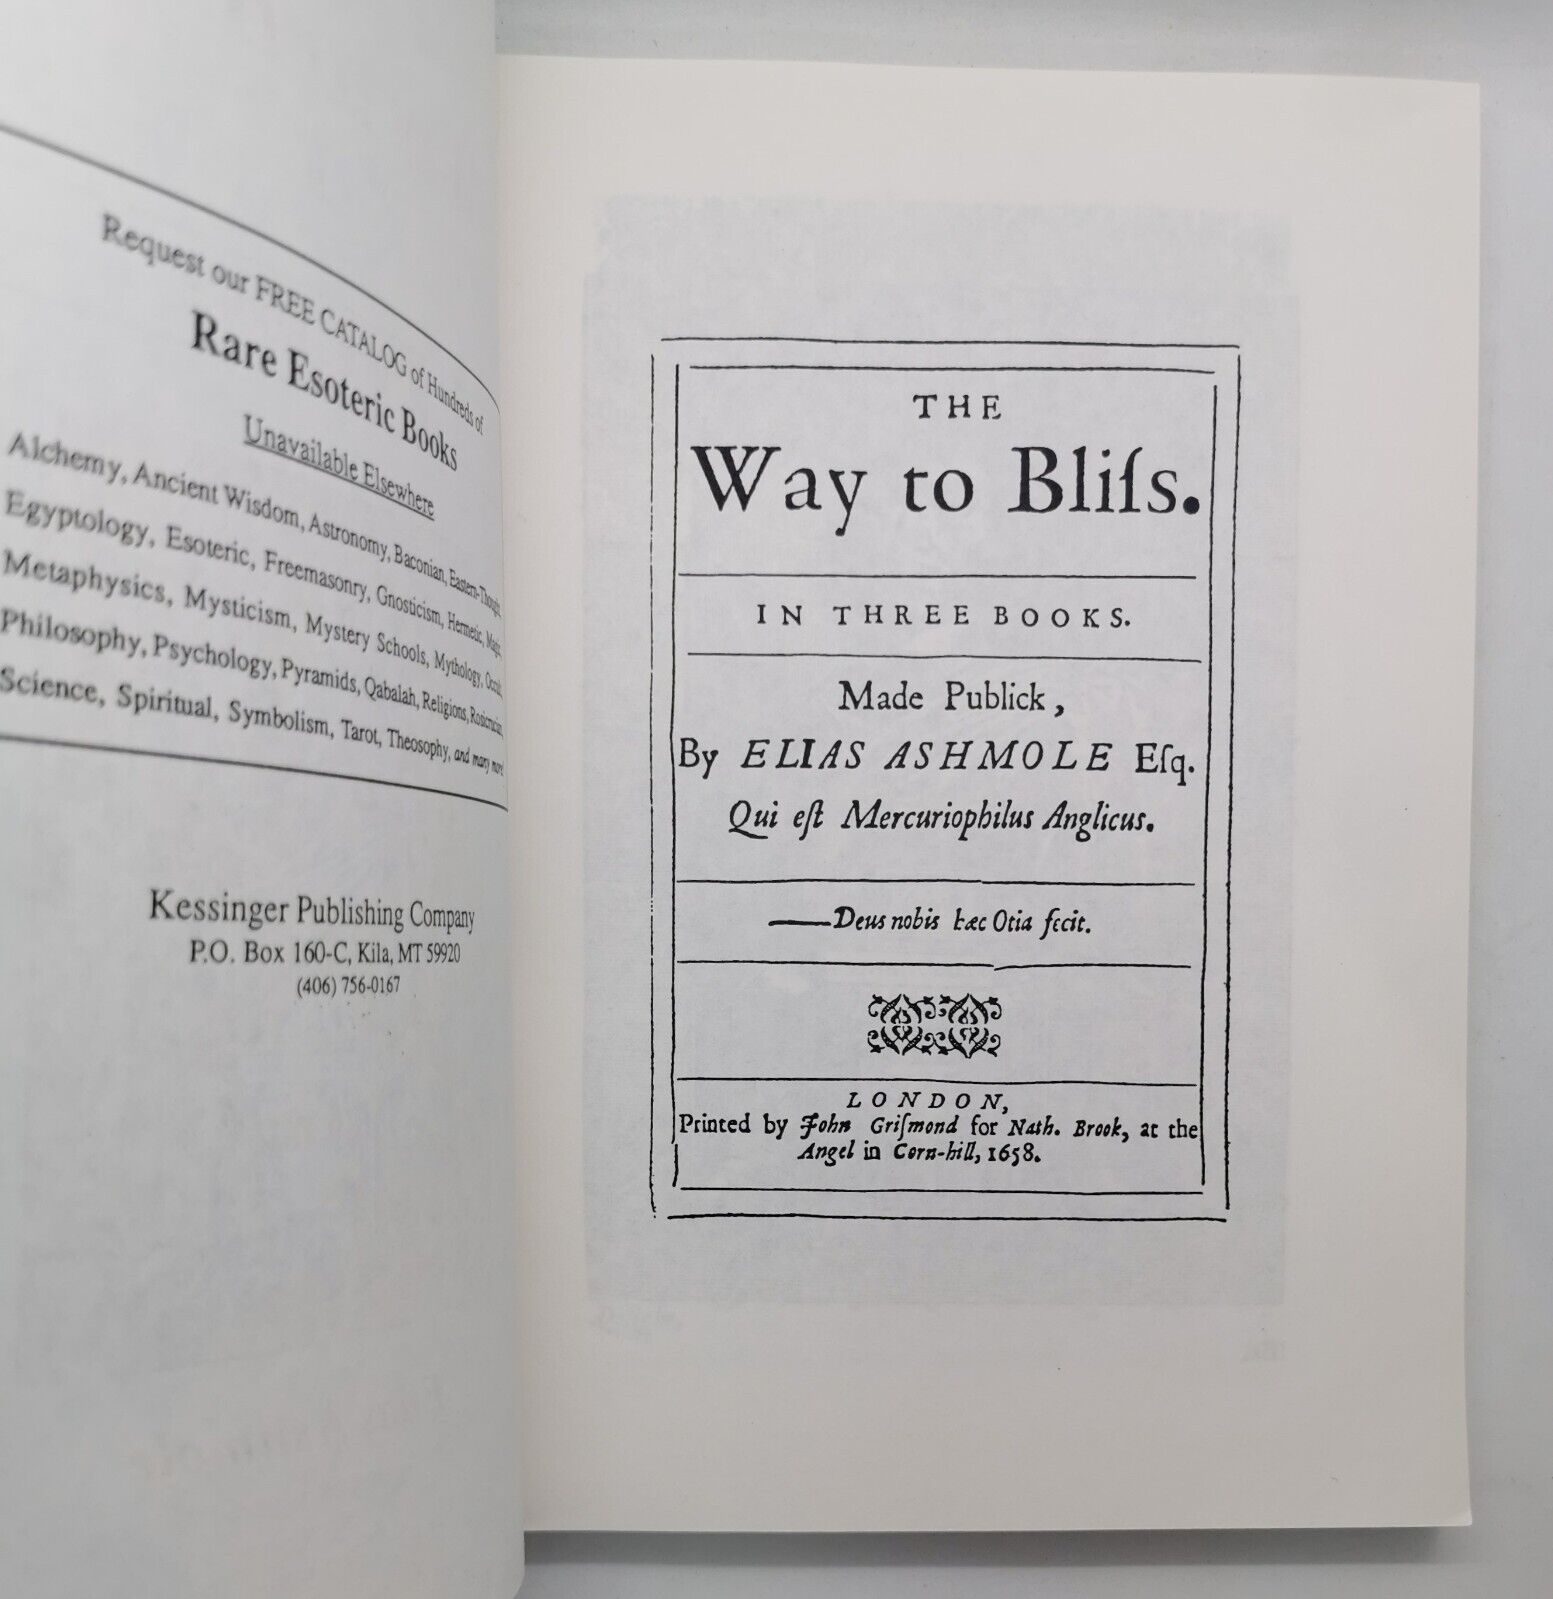 Request our FREE CATALOG of Hundreds of
Rare Esoteric Books
Unavailable Elsewhere
Alchemy, Ancient Wisdom, Astronomy, Baconian, Eastern-Thought,
Egyptology, Esoteric, Freemasonry, Gnosticism, Hermetic, Magic,
Metaphysics, Mysticism, Mystery Schools, Mythology, Occult,
Philosophy, Psychology, Pyramids, Qabalah, Religions, Rosicrucian,
Science, Spiritual, Symbolism, Tarot, Theosophy, and many more!
Kessinger Publishing Company
P.O. Box 160-C, Kila, MT 59920
(406) 756-0167
THE
Way to Bliſs.
IN THREE BOOKS.
Made Publick,
By ELIAS ASHMOLE Eſq.
Qui eſt Mercuriophilus Anglicus.
——Deus nobis hæc Otia fecit.
LONDON,
Printed by John Griſmond for Nath. Brook, at the
Angel in Corn-hill, 1658.